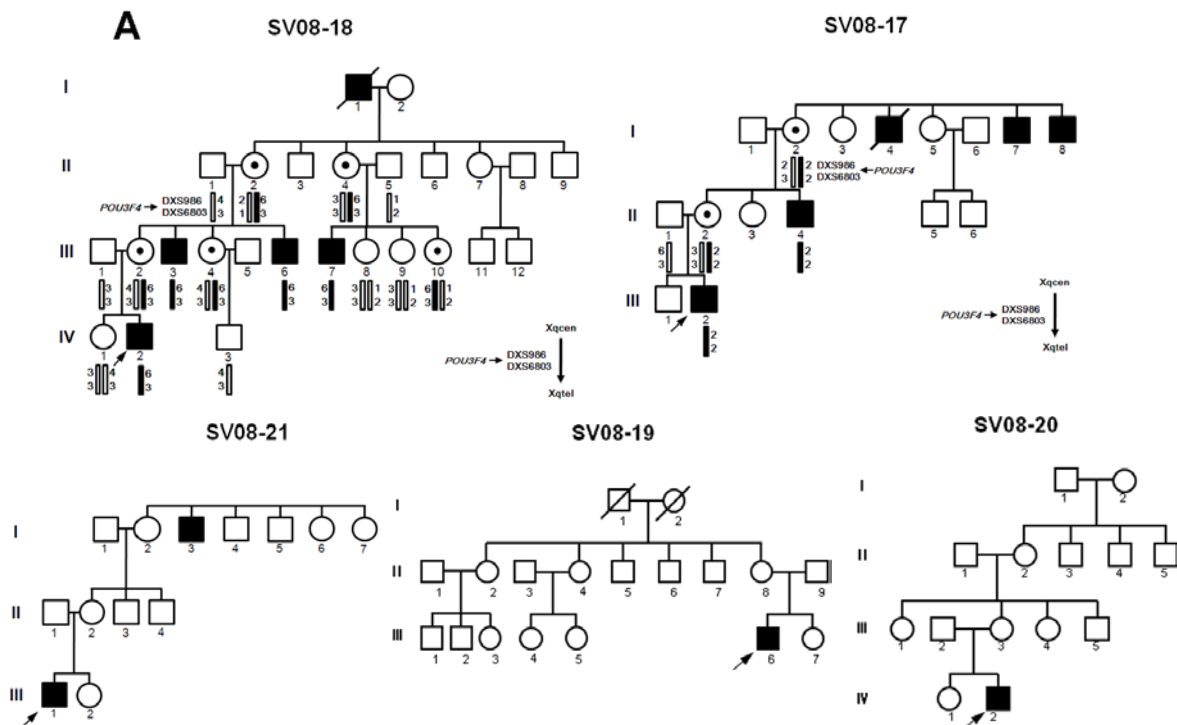 A
SV08-18
I
1 2
II
1 2 3 4 5 6 7 8 9
POU3F4 → DXS986 4 2 6 3 6 1
DXS6803 3 1 3 3 3 2
III
1 2 3 4 5 6 7 8 9 10 11 12
3 4 6 6 4 6 6 6 3 1 3 1 6 1
3 3 3 3 3 3 3 3 3 2 3 2 3 2
IV
1 2 3
3 4 6 4
3 3 3 3
Xqcen
POU3F4 → DXS986
DXS6803
Xqtel
SV08-17
I
1 2 3 4 5 6 7 8
2 2 DXS986 ← POU3F4
3 2 DXS6803
II
1 2 3 4 5 6
6 3 2 2
3 3 2 2
III
1 2
2
2
Xqcen
POU3F4 → DXS986
DXS6803
Xqtel
SV08-21
I
1 2 3 4 5 6 7
II
1 2 3 4
III
1 2
SV08-19
I
1 2
II
1 2 3 4 5 6 7 8 9
III
1 2 3 4 5 6 7
SV08-20
I
1 2
II
1 2 3 4 5
III
1 2 3 4 5
IV
1 2